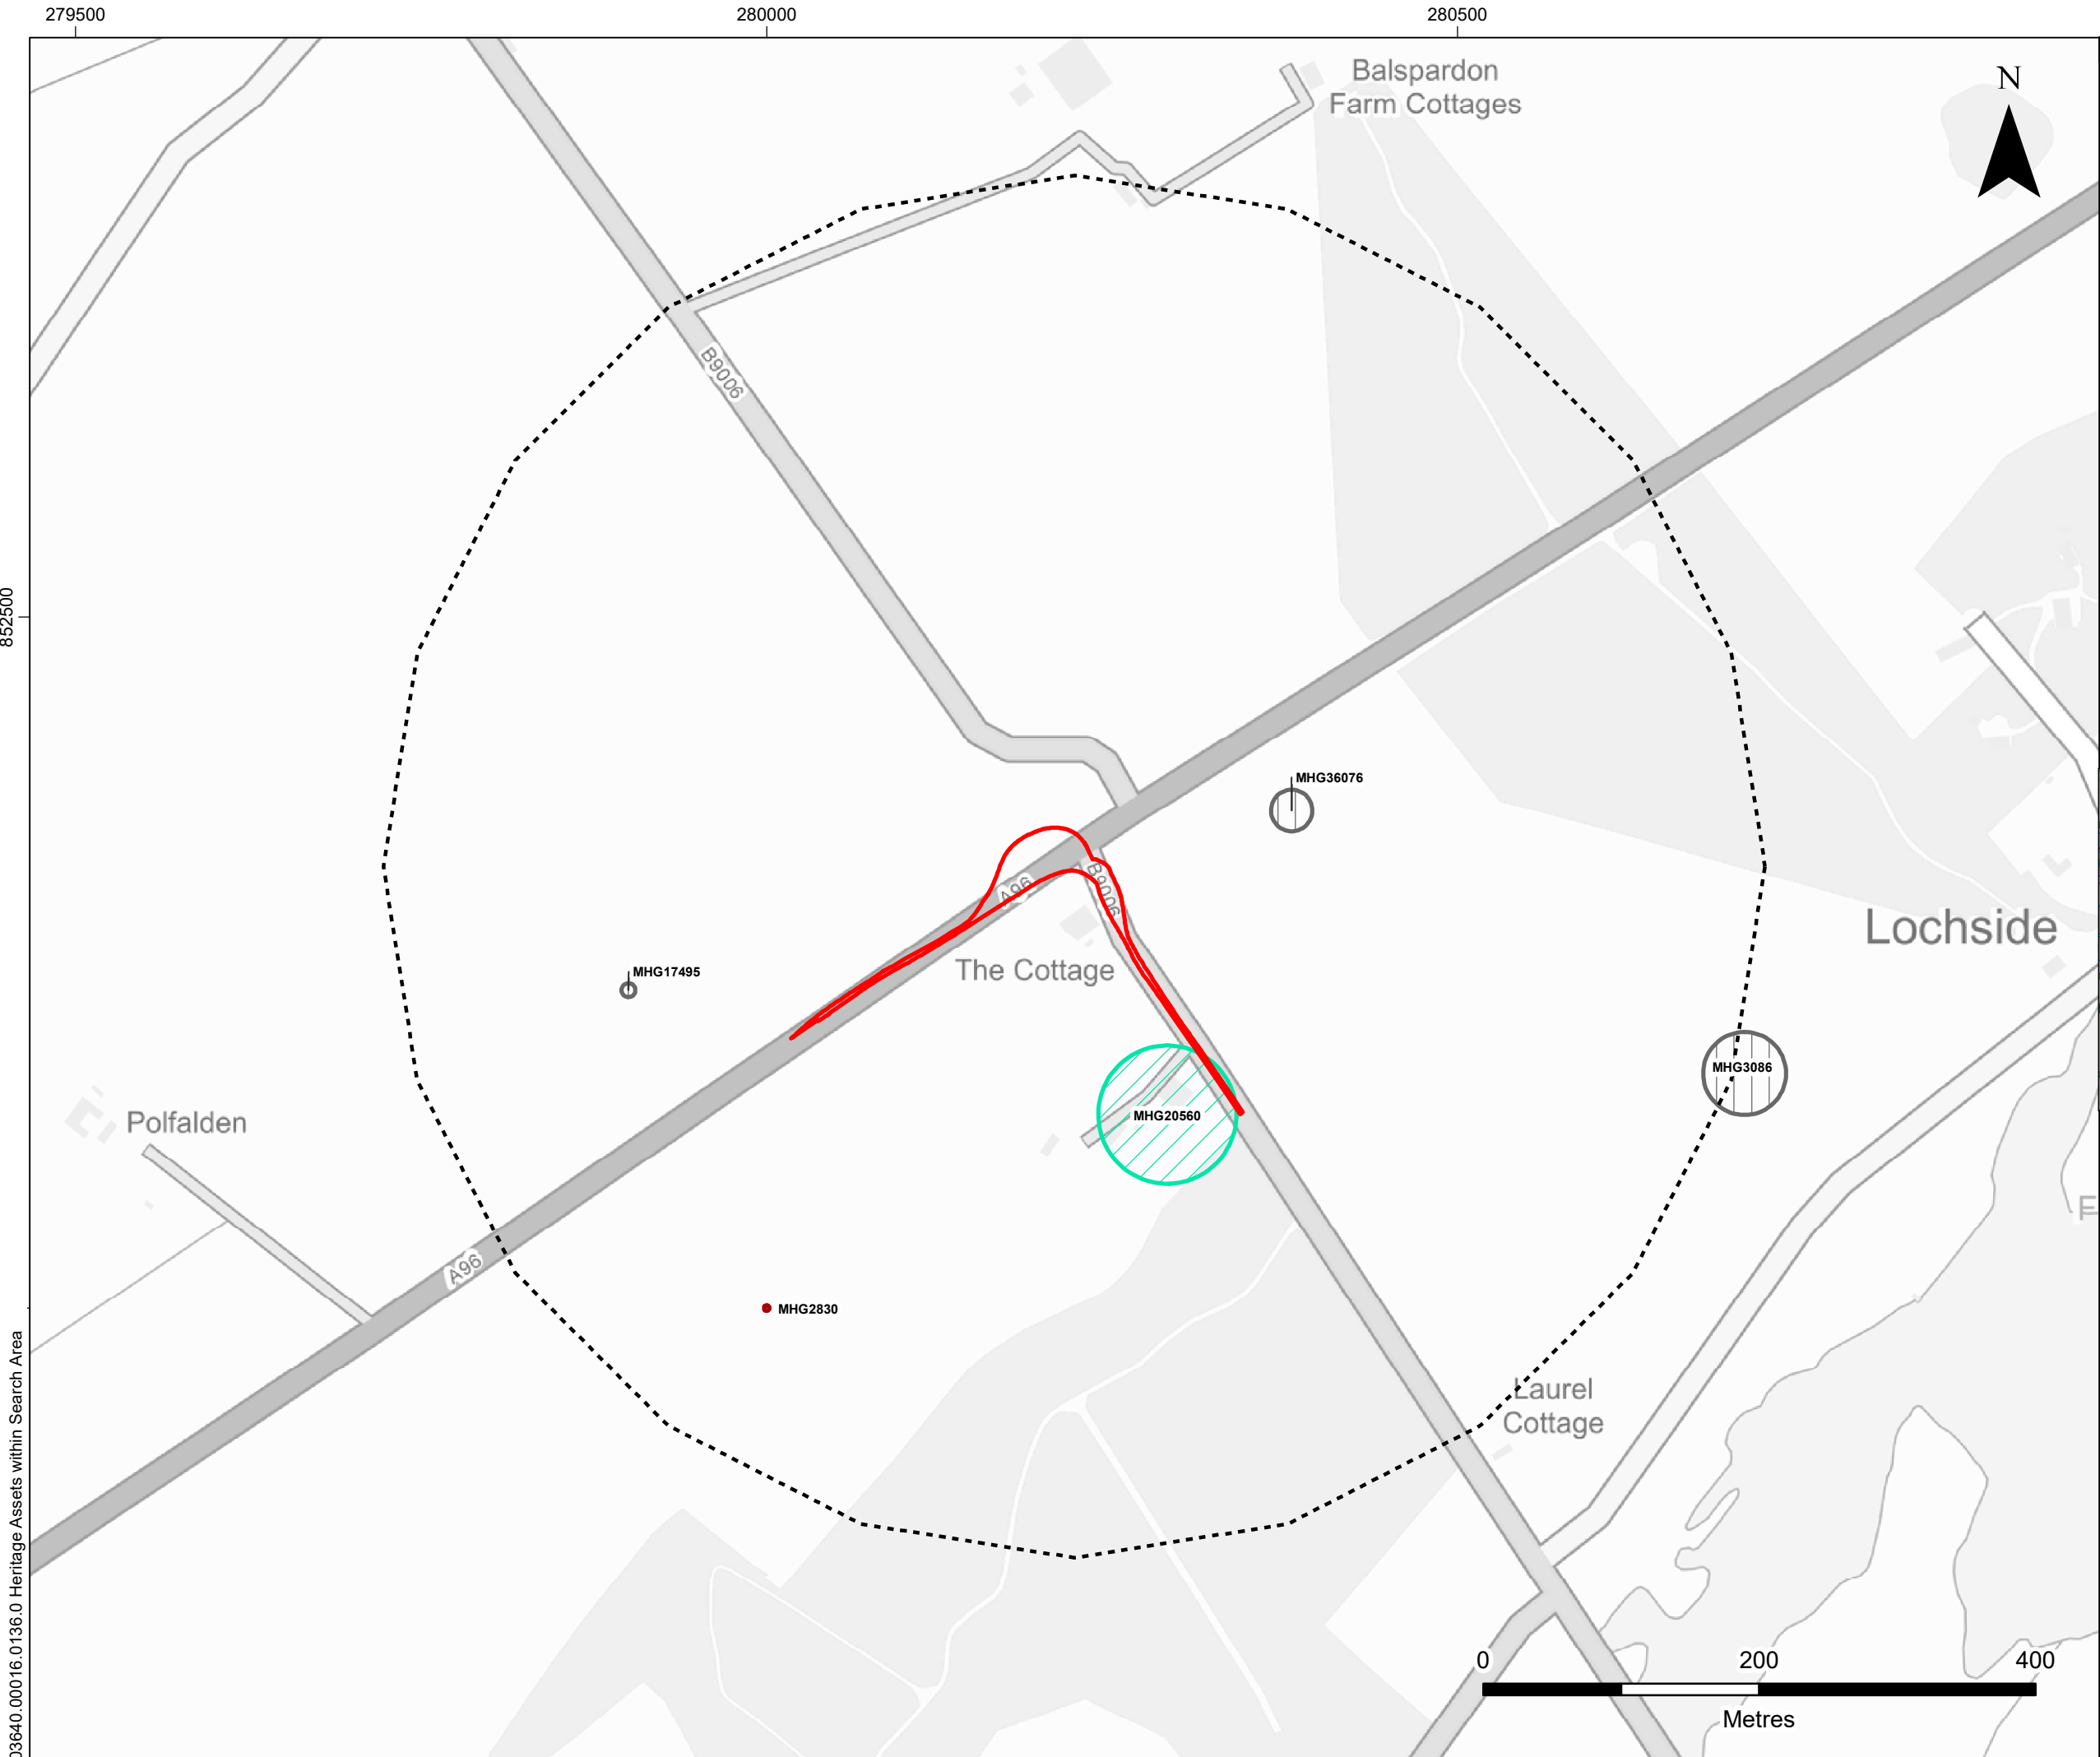 279500
280000
280500
Balspardon
Farm Cottages
N
B9006
852500
MHG36076
A96
B9006
Lochside
The Cottage
MHG17495
MHG3086
MHG20560
Polfalden
A96
MHG2830
Laurel
Cottage
0 200 400
Metres
03640.00016.0136.0 Heritage Assets within Search Area